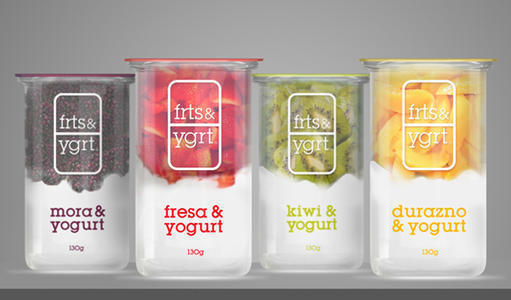 frts&
ygrt
mora &
yogurt
130g
frts&
ygrt
fresa &
yogurt
130g
frts&
ygrt
kiwi &
yogurt
130g
frts&
ygrt
durazno
& yogurt
130g